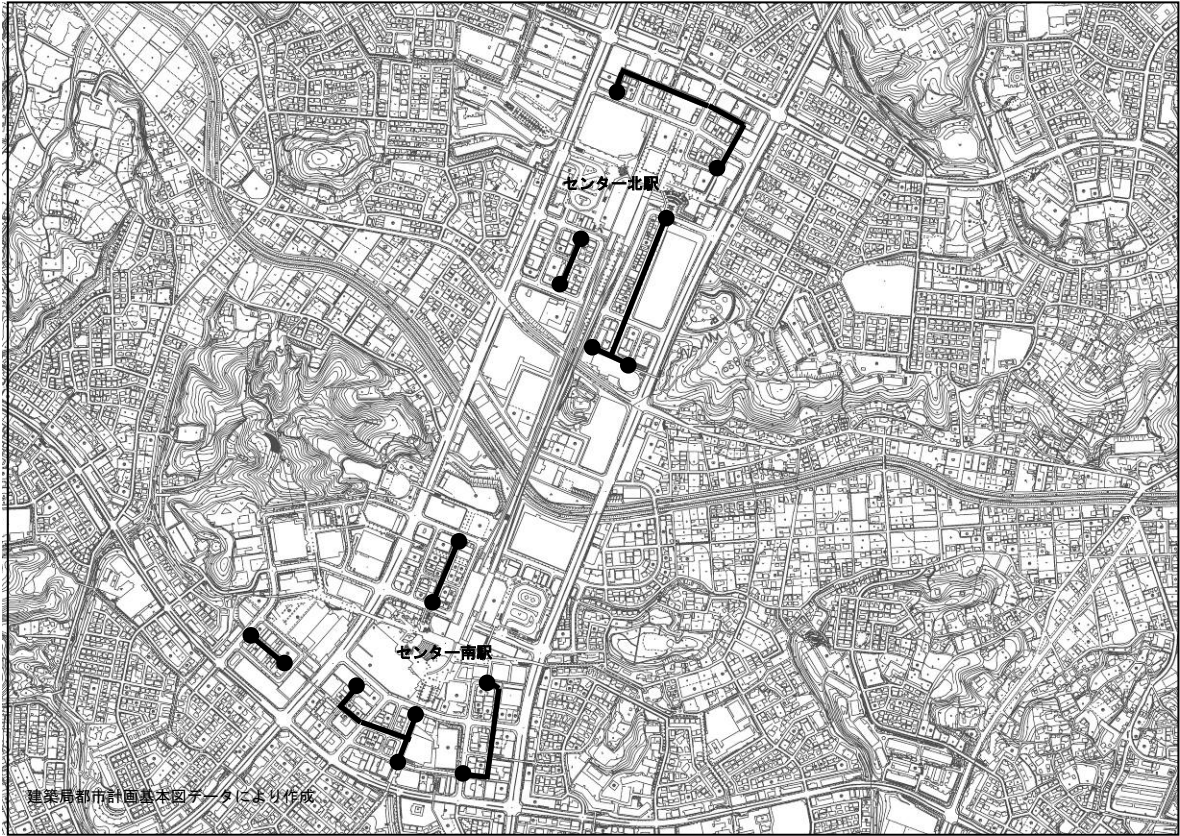 センター北駅
センター南駅
建築局都市計画基本図データにより作成